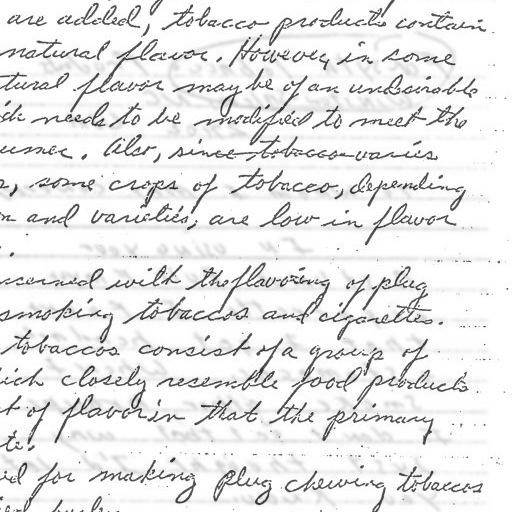 are added, tobacco products contain
natural flavor. However, in some
tural flavor may be of an undesirable
ich needs to be modified to meet the
umer. Also, since tobacco varies
, some crops of tobacco, depending
n and varieties, are low in flavor
ncerned with the flavoring of plug
smoking tobaccos and cigarettes.
tobaccos consist of a group of
hich closely resemble food products
t of flavor in that the primary
te.
ed for making plug chewing tobaccos